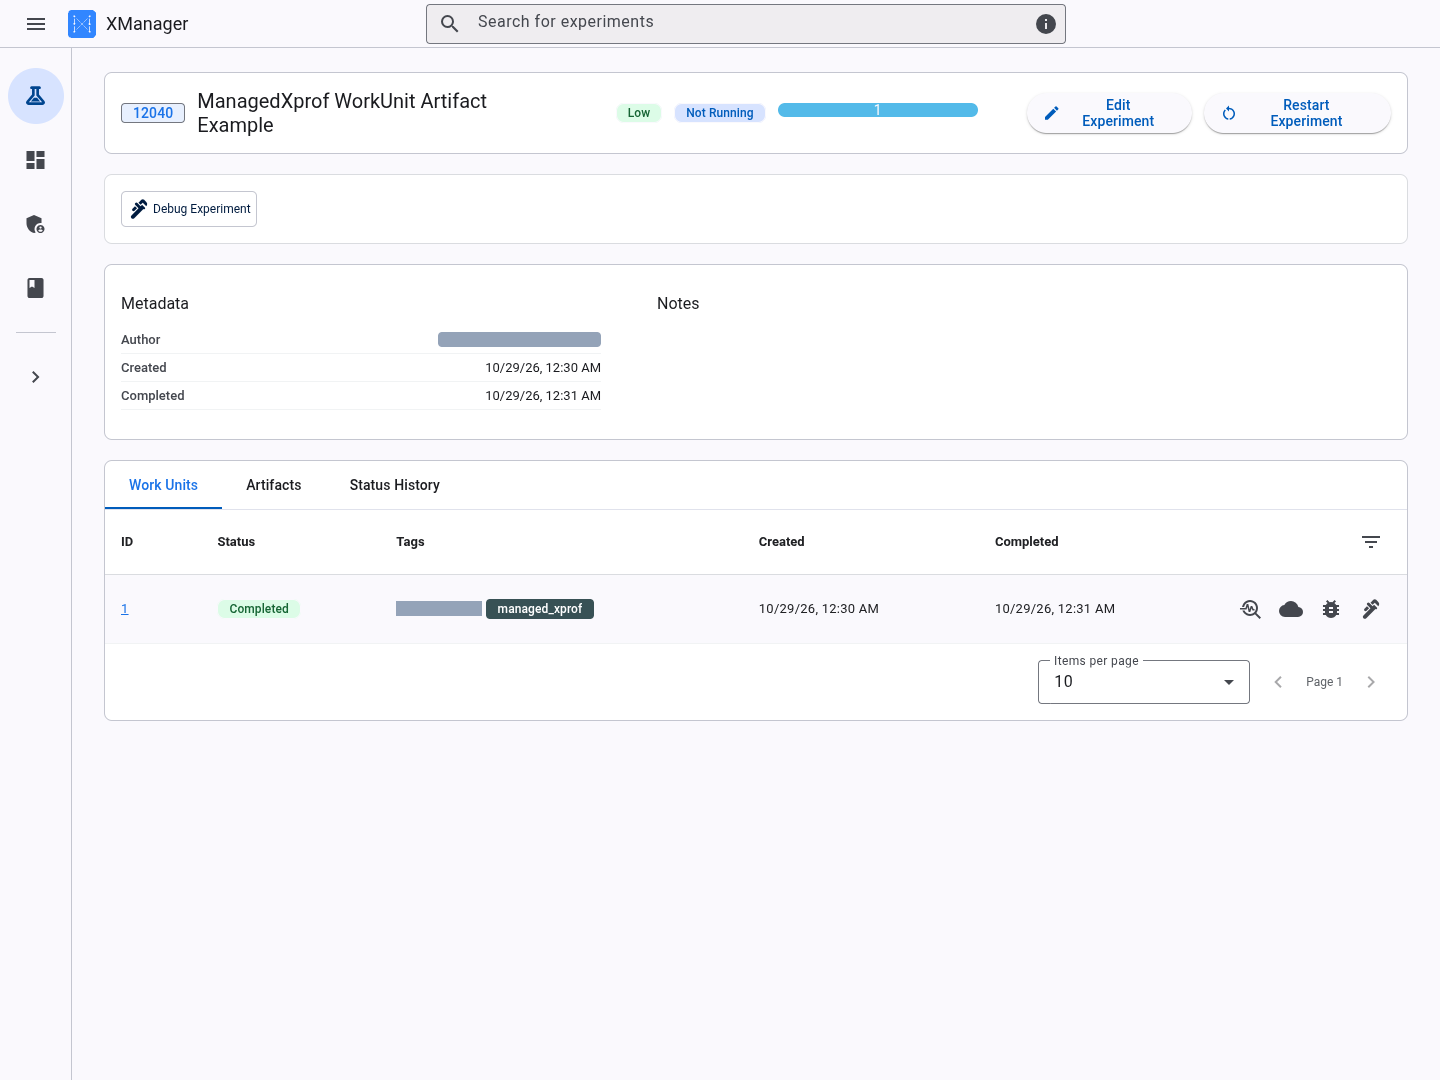 XManager
Search for experiments
12040
ManagedXprof WorkUnit Artifact
Example
Low
Not Running
1
Edit
Experiment
Restart
Experiment
Debug Experiment
Metadata
Notes
Author
Created 10/29/26, 12:30 AM
Completed 10/29/26, 12:31 AM
Work Units Artifacts Status History
ID Status Tags Created Completed
1 Completed managed_xprof 10/29/26, 12:30 AM 10/29/26, 12:31 AM
Items per page
10
Page 1